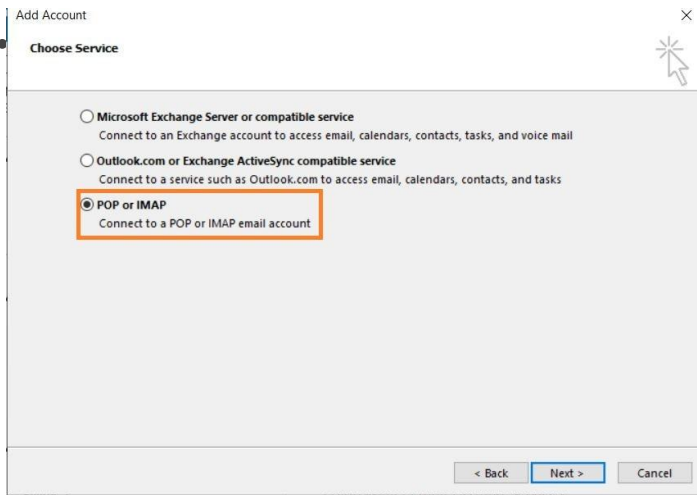 Add Account
Choose Service
Microsoft Exchange Server or compatible service
Connect to an Exchange account to access email, calendars, contacts, tasks, and voice mail
Outlook.com or Exchange ActiveSync compatible service
Connect to a service such as Outlook.com to access email, calendars, contacts, and tasks
POP or IMAP
Connect to a POP or IMAP email account
< Back Next > Cancel